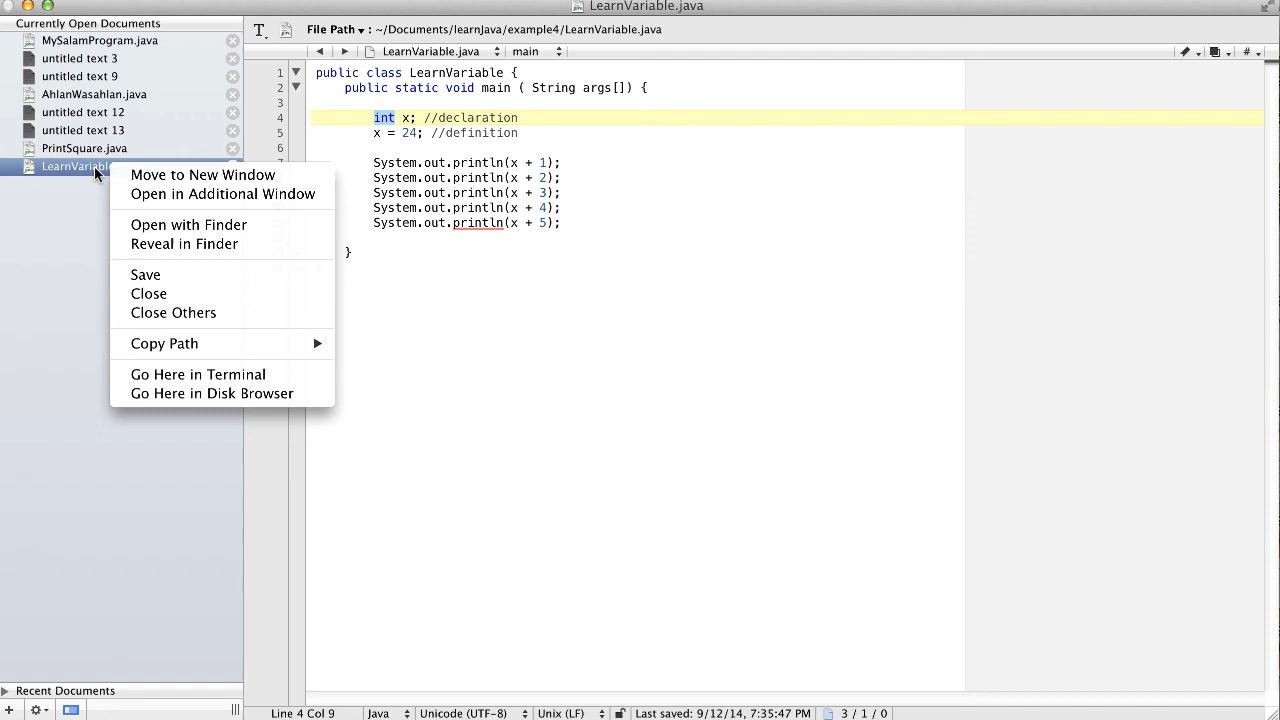 LearnVariable.java
Currently Open Documents
MySalamProgram.java
untitled text 3
untitled text 9
AhlanWasahlan.java
untitled text 12
untitled text 13
PrintSquare.java
LearnVariabl
Move to New Window
Open in Additional Window
Open with Finder
Reveal in Finder
Save
Close
Close Others
Copy Path
Go Here in Terminal
Go Here in Disk Browser
Recent Documents
File Path : ~/Documents/learnJava/example4/LearnVariable.java
LearnVariable.java main #
1 public class LearnVariable {
2 public static void main ( String args[]) {
3
4 int x; //declaration
5 x = 24; //definition
6
System.out.println(x + 1);
System.out.println(x + 2);
System.out.println(x + 3);
System.out.println(x + 4);
System.out.println(x + 5);
}
Line 4 Col 9 Java Unicode (UTF-8) Unix (LF) Last saved: 9/12/14, 7:35:47 PM 3 / 1 / 0